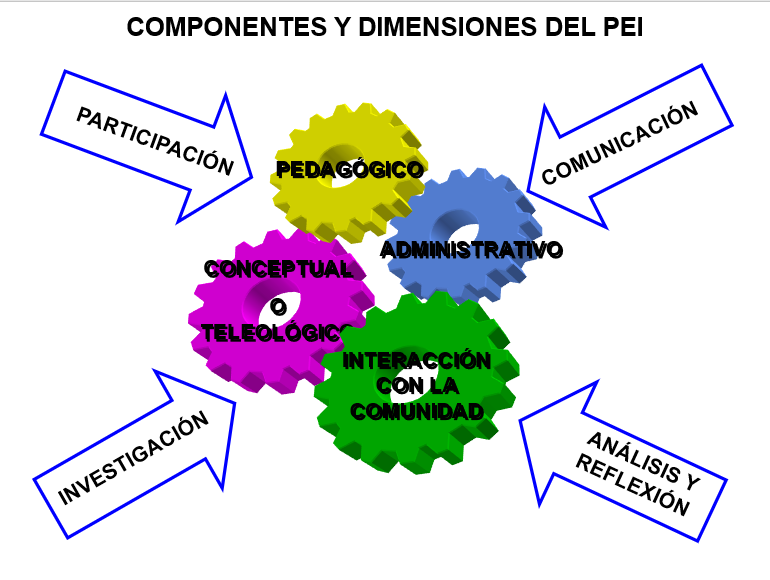 COMPONENTES Y DIMENSIONES DEL PEI
PARTICIPACIÓN
COMUNICACIÓN
PEDAGÓGICO
ADMINISTRATIVO
CONCEPTUAL
O
TELEOLÓGICO
INTERACCIÓN
CON LA
COMUNIDAD
INVESTIGACIÓN
ANÁLISIS Y
REFLEXIÓN